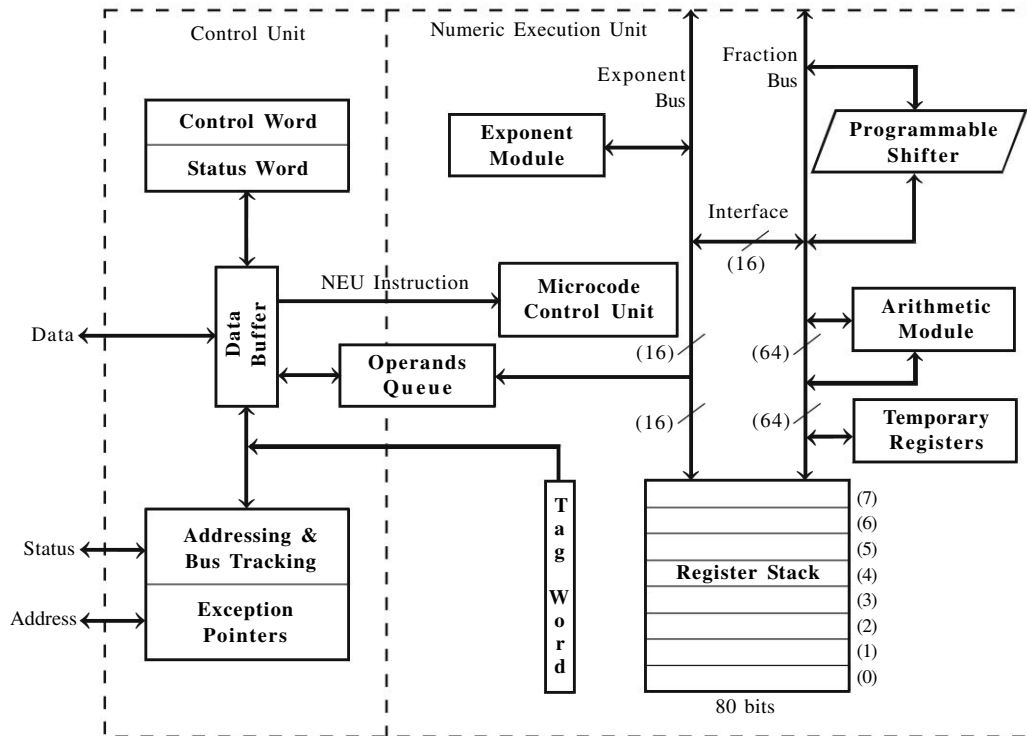 Control Unit
Numeric Execution Unit
Exponent
Bus
Fraction
Bus
Control Word
Status Word
Exponent
Module
Programmable
Shifter
Interface
(16)
NEU Instruction
Microcode
Control Unit
Data
Data
Buffer
Arithmetic
Module
(16)
(64)
Operands
Queue
(16)
(64)
Temporary
Registers
Tag Word
(7)
(6)
(5)
(4)
(3)
(2)
(1)
(0)
Register Stack
80 bits
Status
Addressing &
Bus Tracking
Address
Exception
Pointers